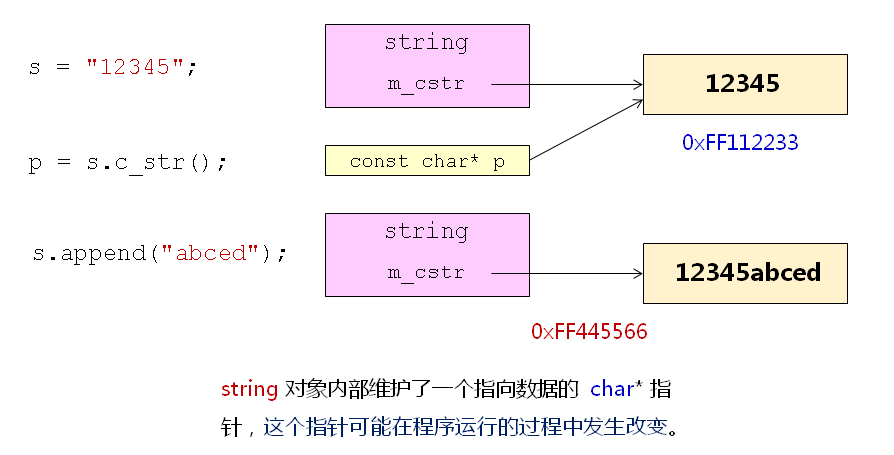 string
s = "12345";
m_cstr
12345
0xFF112233
p = s.c_str();
const char* p
string
s.append("abced");
m_cstr
12345abced
0xFF445566
string 对象内部维护了一个指向数据的 char* 指
针，这个指针可能在程序运行的过程中发生改变。